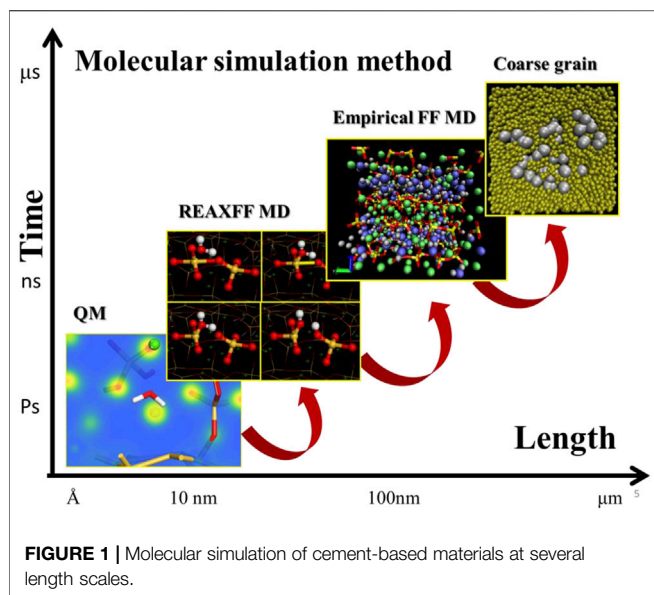 Molecular simulation method
Coarse grain
μs
Empirical FF MD
REAXFF MD
Time
ns
QM
Ps
Length
Å 10 nm 100nm μm 5
FIGURE 1 | Molecular simulation of cement-based materials at several
length scales.